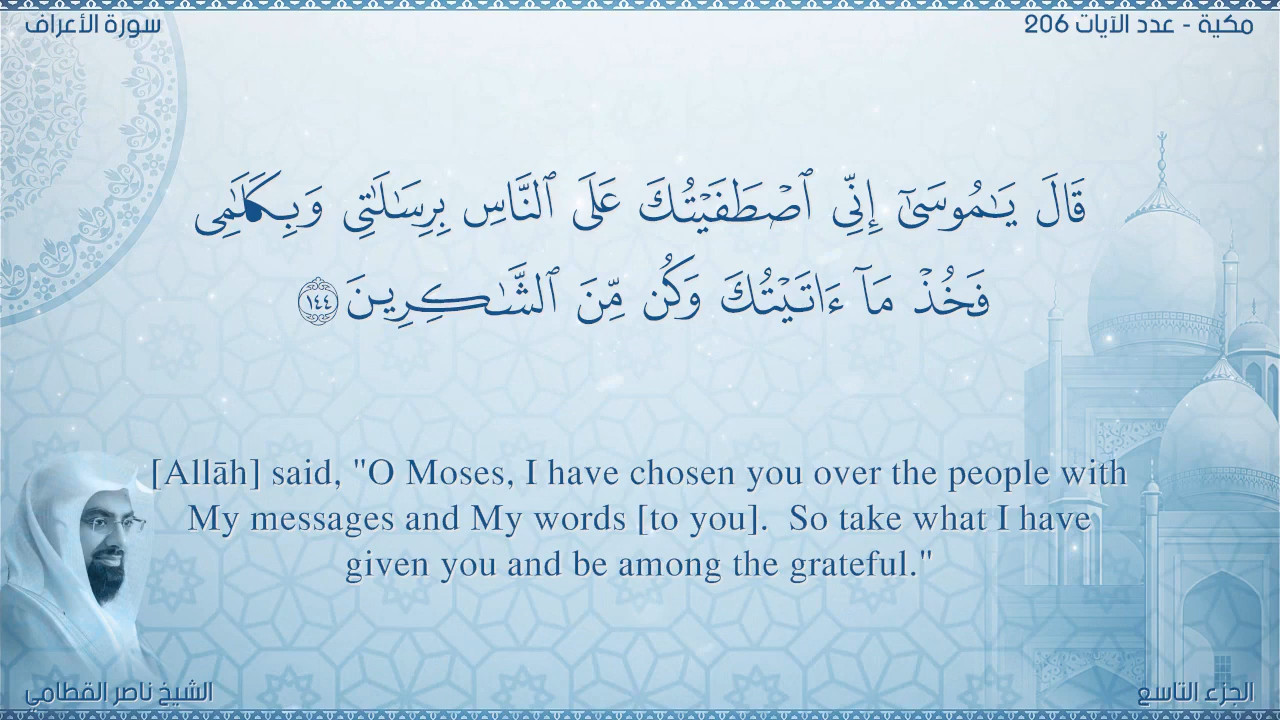 سورة الأعراف
مكية - عدد الآيات 206
قَالَ يَـٰمُوسَىٰٓ إِنِّى ٱصْطَفَيْتُكَ عَلَى ٱلنَّاسِ بِرِسَـٰلَـٰتِى وَبِكَلَـٰمِى
فَخُذْ مَآ ءَاتَيْتُكَ وَكُن مِّنَ ٱلشَّـٰكِرِينَ ١٤٤
[Allāh] said, "O Moses, I have chosen you over the people with
My messages and My words [to you].  So take what I have
given you and be among the grateful."
الشيخ ناصر القطامي
الجزء التاسع